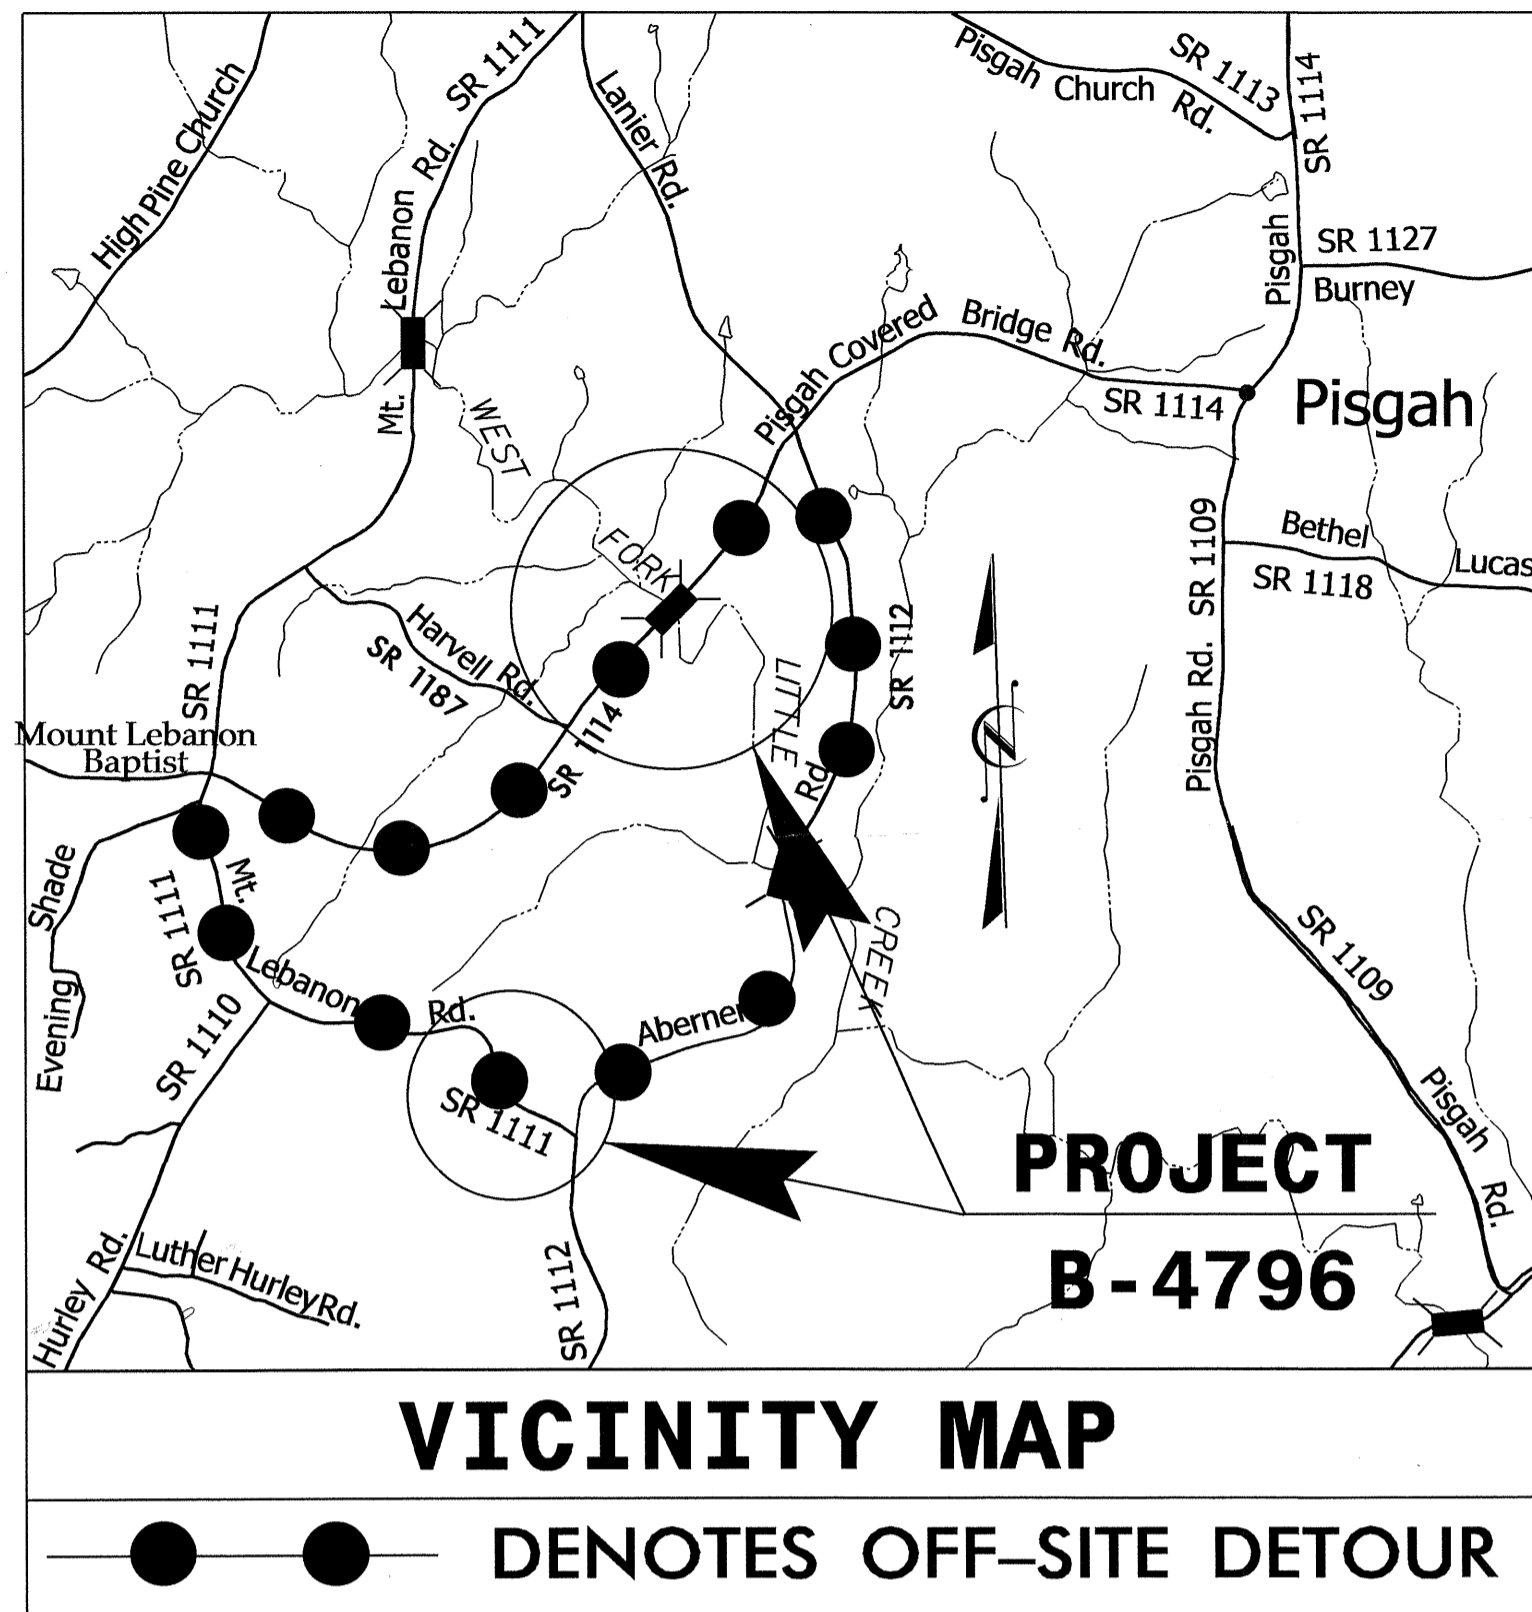 High Pine Church
SR 1111
Lebanon Rd.
Mt.
Lanier Rd.
Pisgah Church Rd.
SR 1113
SR 1114
Pisgah
SR 1127
Burney
Pisgah Covered Bridge Rd.
SR 1114
Pisgah
WEST
FORK
LITTLE
CREEK
Bethel
Lucas
SR 1118
SR 1109
Pisgah Rd.
SR 1112
Rd.
Harvell Rd.
SR 1187
SR 1114
SR 1111
Mount Lebanon
Baptist
Shade
Evening
SR 1111
Mt.
Lebanon Rd.
SR 1110
SR 1111
SR 1109
Pisgah Rd.
Hurley Rd.
Luther Hurley Rd.
SR 1112
PROJECT
B-4796
VICINITY MAP
DENOTES OFF-SITE DETOUR